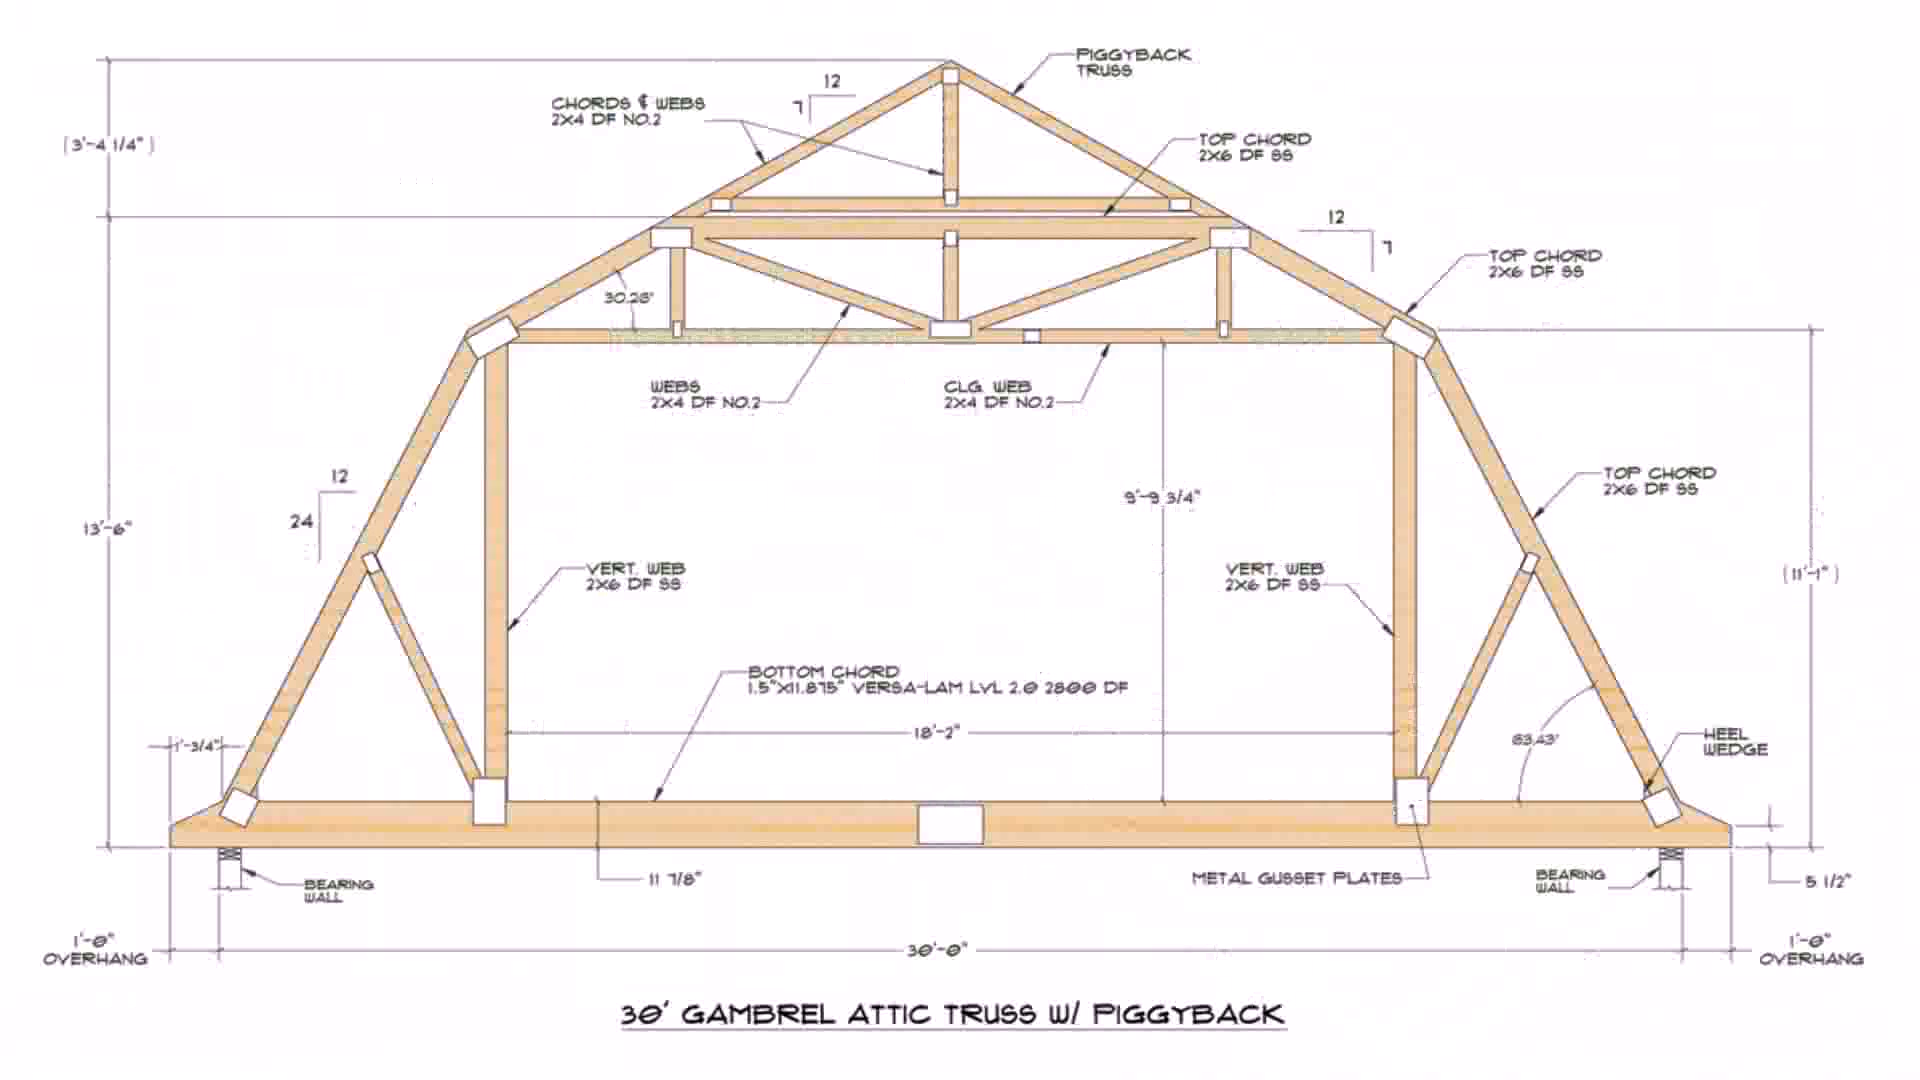 PIGGYBACK
TRUSS
12
7
CHORDS & WEBS
2X4 DF NO.2
(3'-4 1/4")
TOP CHORD
2X6 DF SS
12
7
TOP CHORD
2X6 DF SS
30.26°
WEBS
2X4 DF NO.2
CLG. WEB
2X4 DF NO.2
12
24
9'-9 3/4"
TOP CHORD
2X6 DF SS
13'-6"
VERT. WEB
2X6 DF SS
VERT. WEB
2X6 DF SS
(11'-1")
BOTTOM CHORD
1.5"X11.875" VERSA-LAM LVL 2.0 2800 DF
18'-2"
63.43°
HEEL
WEDGE
1'-3/4"
11 7/8"
METAL GUSSET PLATES
BEARING
WALL
BEARING
WALL
5 1/2"
1'-0"
OVERHANG
30'-0"
1'-0"
OVERHANG
30' GAMBREL ATTIC TRUSS W/ PIGGYBACK